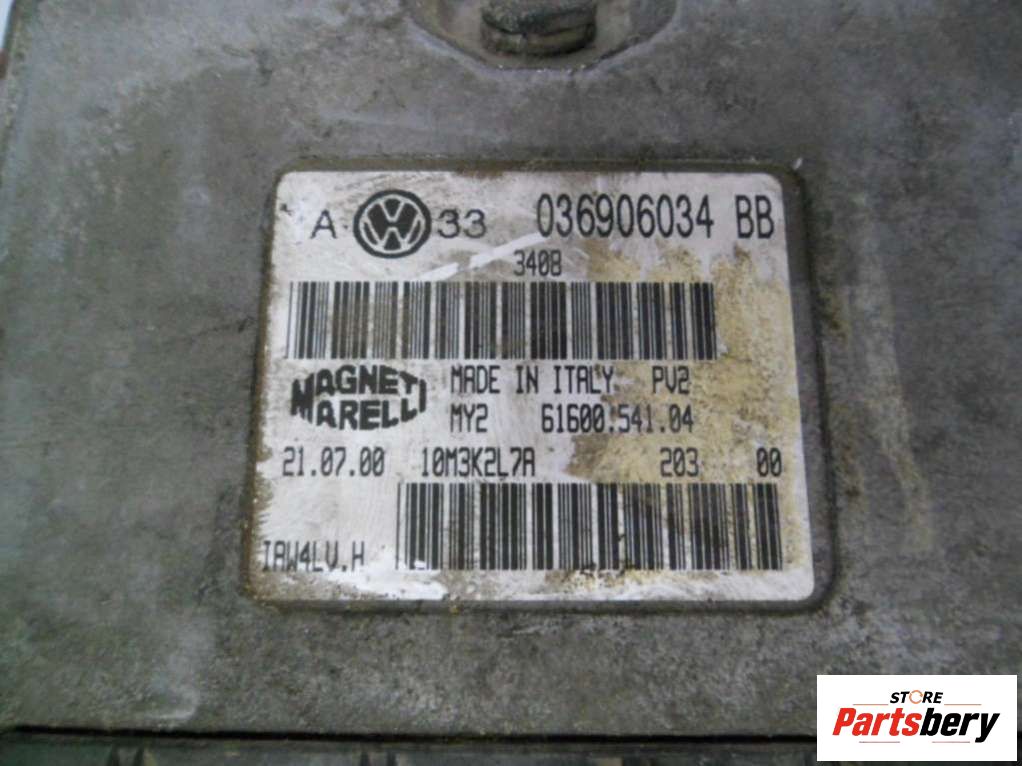 A VW 33 036906034 BB
3408
MAGNETI MARELLI
MADE IN ITALY PV2
MY2 61600.541.04
21.07.00 10M3K2L7A 203 00
IAW4LV.H
STORE
Partsbery